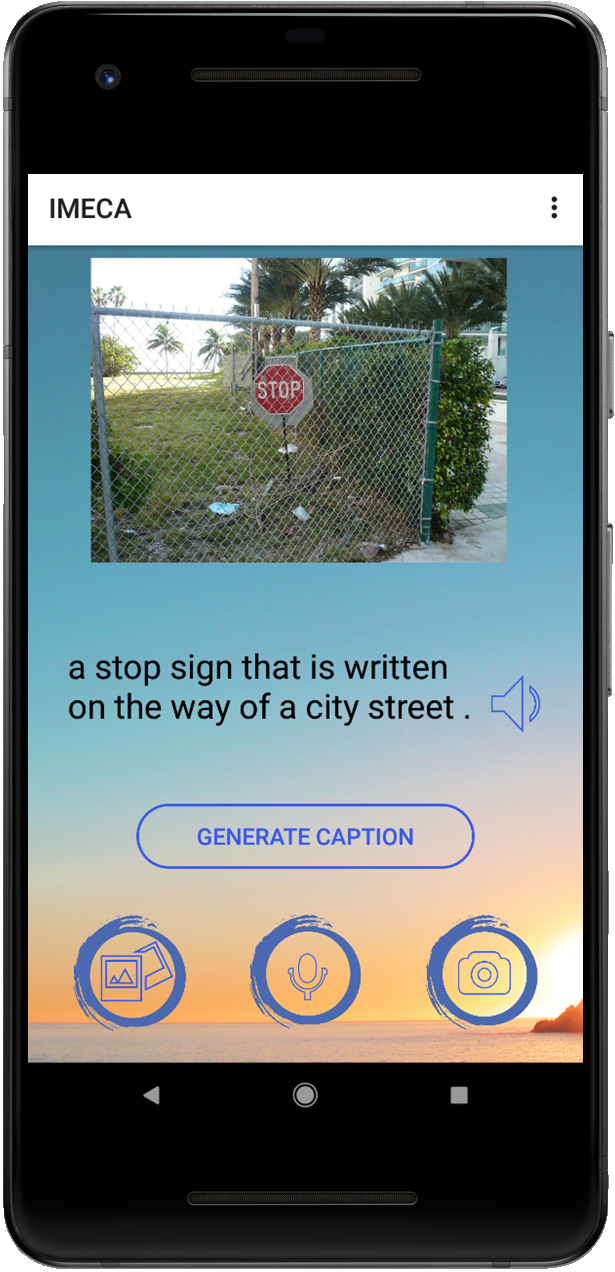 IMECA
STOP
a stop sign that is written
on the way of a city street .
GENERATE CAPTION